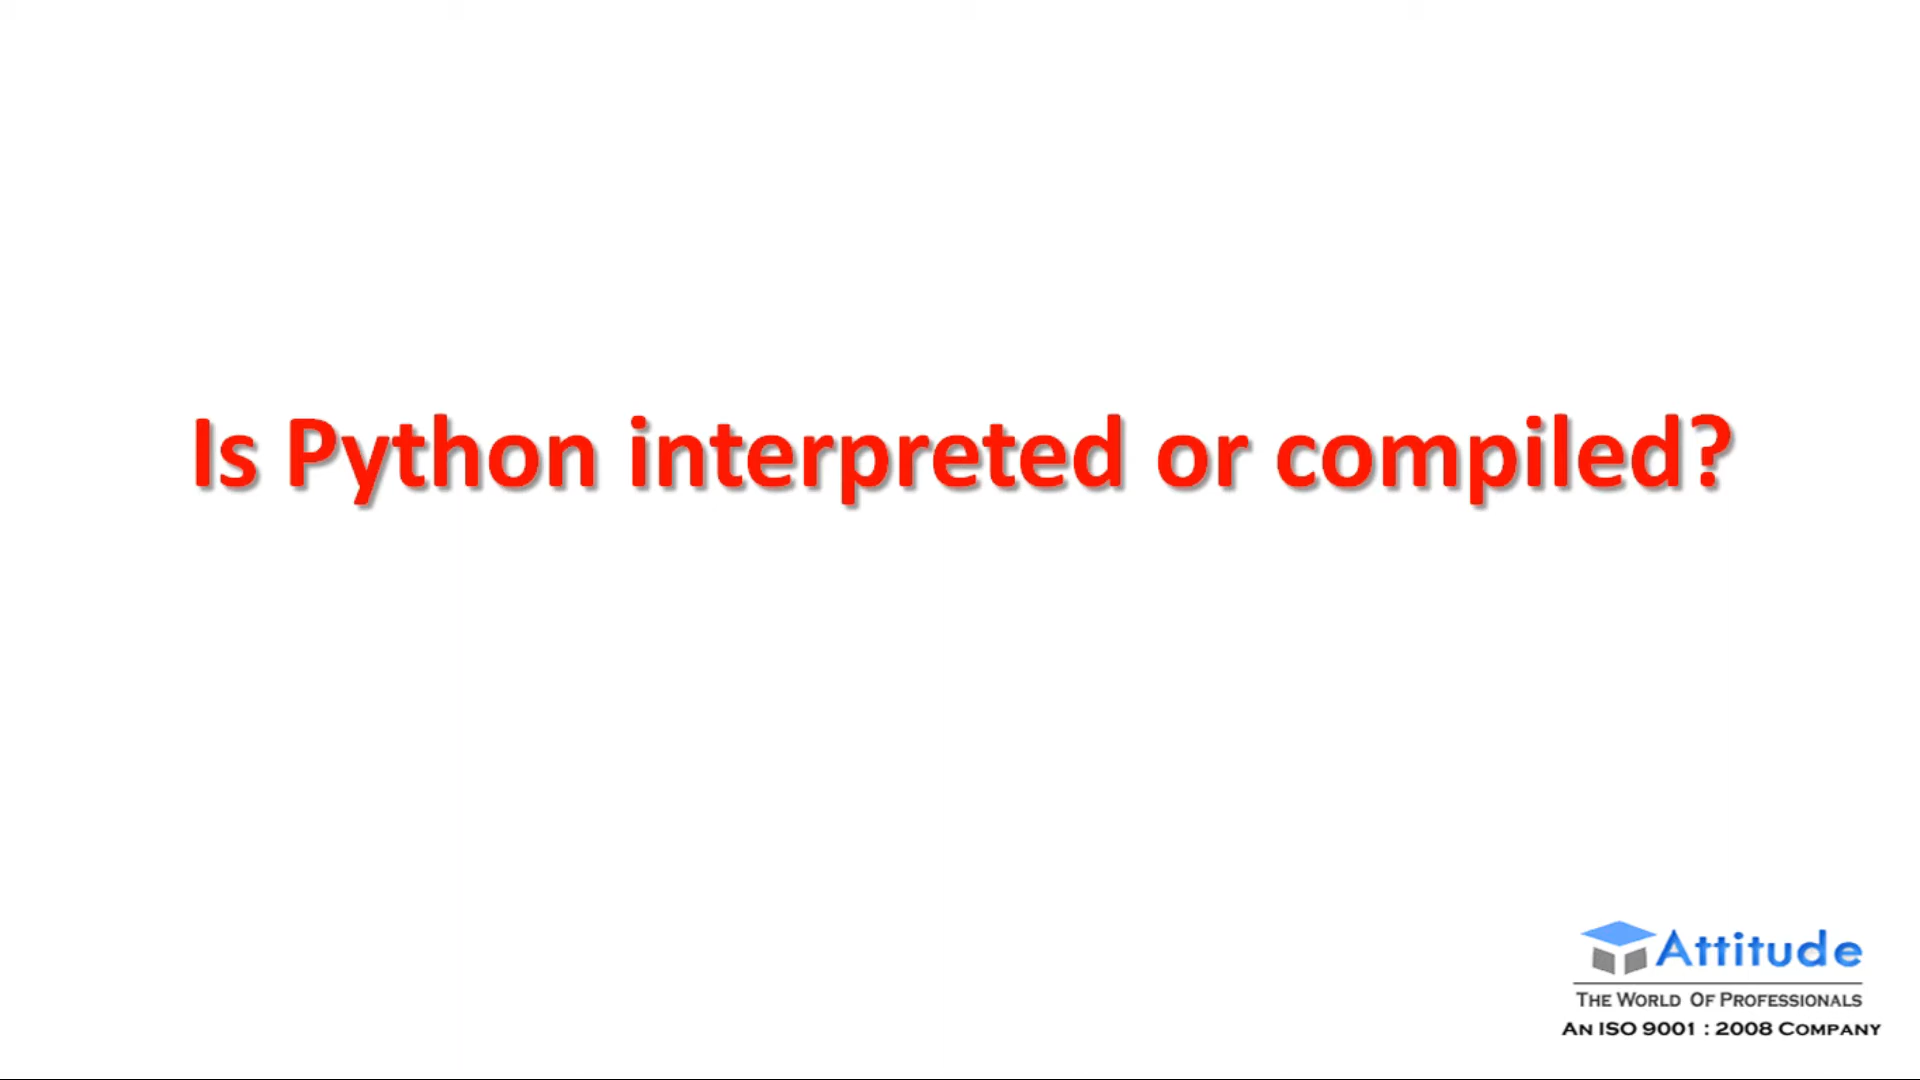 Is Python interpreted or compiled?
Attitude
THE WORLD OF PROFESSIONALS
AN ISO 9001 : 2008 COMPANY